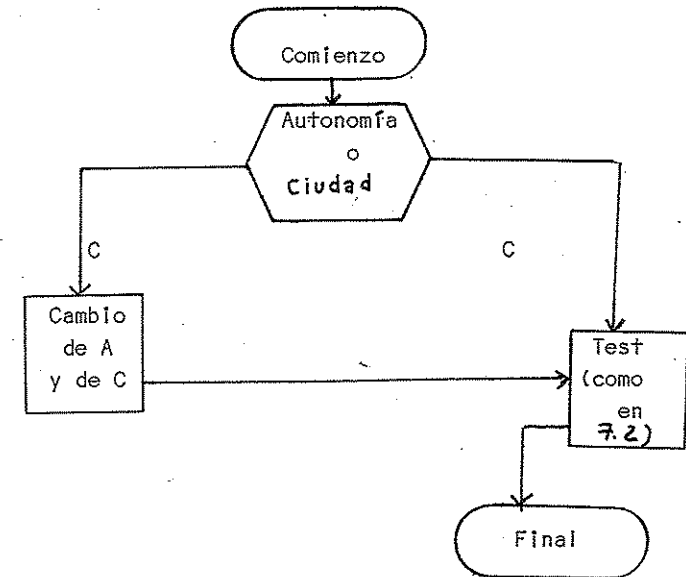 Comienzo
Autonomía
o
Ciudad
C
C
Cambio
de A
y de C
Test
(como
en
7.2)
Final